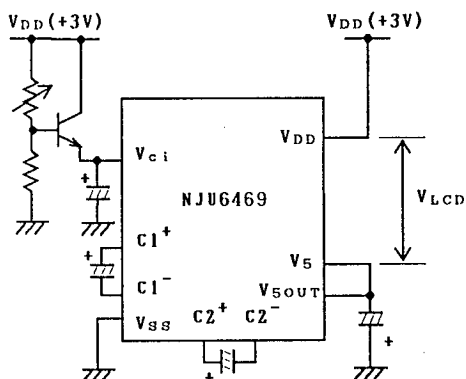 VDD(+3V)
VDD(+3V)
VDD
+
Vci
NJU6469
VLCD
C1+
+
C1-
V5
V5OUT
VSS
C2+ C2-
+
+